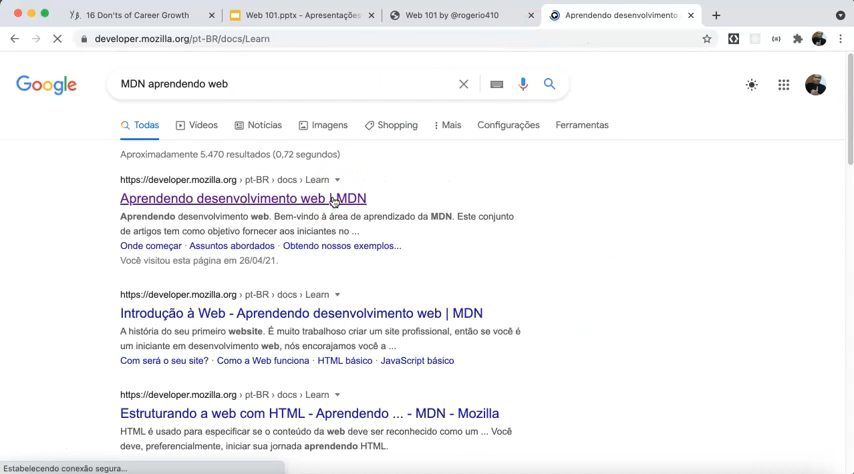 16 Don'ts of Career Growth
Web 101.pptx - Apresentações
Web 101 by @rogerio410
Aprendendo desenvolvimento
developer.mozilla.org/pt-BR/docs/Learn
Google
MDN aprendendo web
Todas
Vídeos
Notícias
Imagens
Shopping
Mais
Configurações
Ferramentas
Aproximadamente 5.470 resultados (0,72 segundos)
https://developer.mozilla.org › pt-BR › docs › Learn
Aprendendo desenvolvimento web | MDN
Aprendendo desenvolvimento web. Bem-vindo à área de aprendizado da MDN. Este conjunto
de artigos tem como objetivo fornecer aos iniciantes no ...
Onde começar · Assuntos abordados · Obtendo nossos exemplos...
Você visitou esta página em 26/04/21.
https://developer.mozilla.org › pt-BR › docs › Learn
Introdução à Web - Aprendendo desenvolvimento web | MDN
A história do seu primeiro website. É muito trabalhoso criar um site profissional, então se você é
um iniciante em desenvolvimento web, nós encorajamos você a ...
Com será o seu site? · Como a Web funciona · HTML básico · JavaScript básico
https://developer.mozilla.org › pt-BR › docs › Learn
Estruturando a web com HTML - Aprendendo ... - MDN - Mozilla
HTML é usado para especificar se o conteúdo da web deve ser reconhecido como um ... Você
deve, preferencialmente, iniciar sua jornada aprendendo HTML.
Estabelecendo conexão segura...